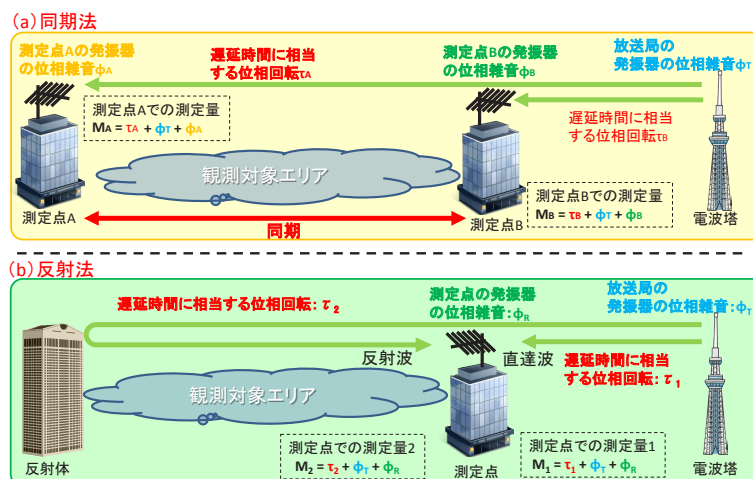 (a)同期法
測定点Aの発振器
の位相雑音ϕA
遅延時間に相当
する位相回転τA
測定点Bの発振器
の位相雑音ϕB
放送局の
発振器の位相雑音ϕT
遅延時間に相当
する位相回転τB
測定点Aでの測定量
MA = τA + ϕT + ϕA
観測対象エリア
測定点Bでの測定量
MB = τB + ϕT + ϕB
測定点A
同期
測定点B
電波塔
(b)反射法
遅延時間に相当する位相回転: τ2
測定点の発振器
の位相雑音:ϕR
放送局の
発振器の位相雑音:ϕT
反射波
直達波
遅延時間に相当
する位相回転: τ1
観測対象エリア
測定点での測定量2
M2 = τ2 + ϕT + ϕR
測定点での測定量1
M1 = τ1 + ϕT + ϕR
反射体
測定点
電波塔